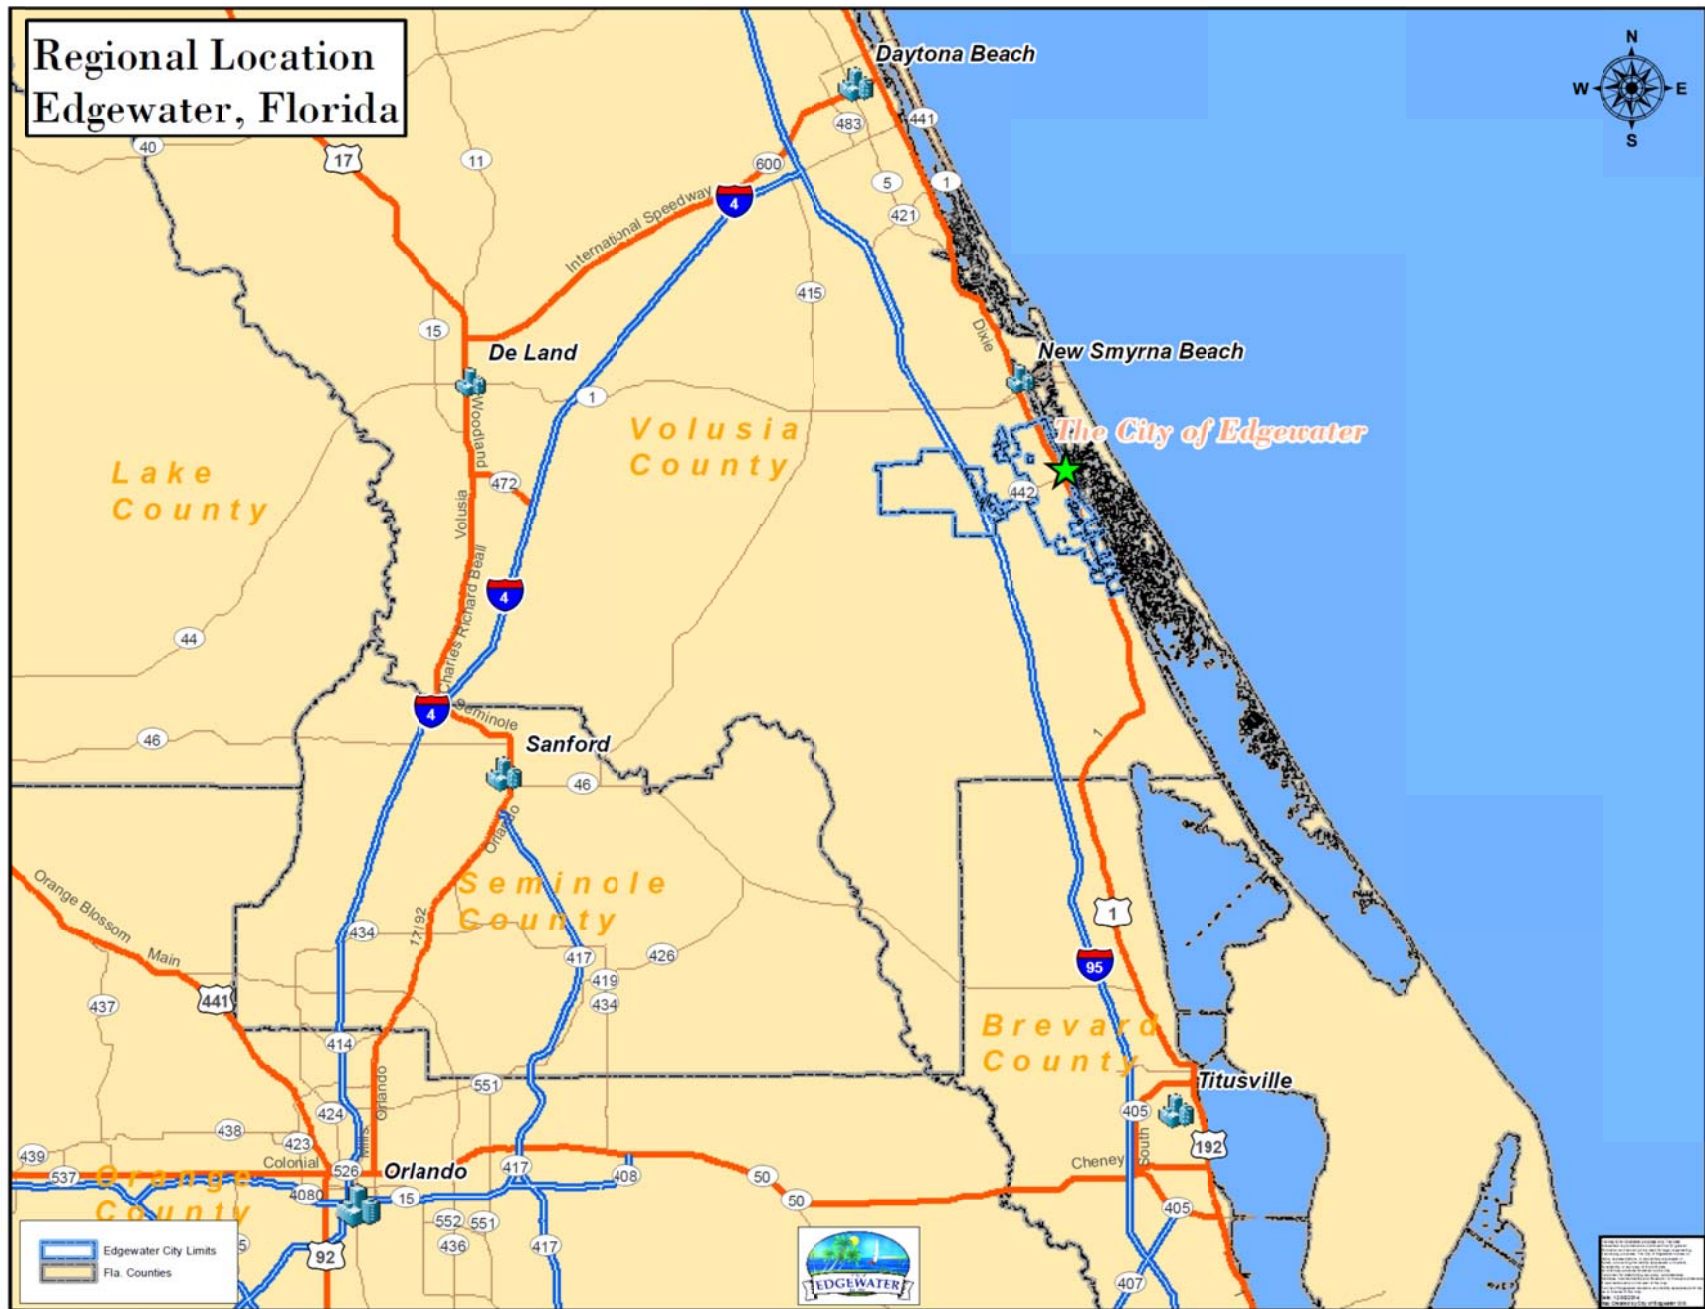 Regional Location
Edgewater, Florida
N
W
E
S
Daytona Beach
40
17
11
483
441
600
4
International Speedway
5
1
421
415
15
De Land
Dixie
New Smyrna Beach
1
Woodland
Volusia
County
The City of Edgewater
Lake
County
472
442
Volusia
Charles Richard Beall
4
44
4
Seminole
46
Sanford
46
1
Orlando
Seminole
County
Orange Blossom
Main
17/92
434
417
426
419
434
1
95
441
437
414
Brevard
County
Orlando
551
Titusville
424
405
438
423
439
Mills
Colonial
526
Orlando
417
408
50
50
Cheney
South
192
537
Orange
County
4080
15
552
551
436
417
92
5
405
407
Edgewater City Limits
Fla. Counties
EDGEWATER